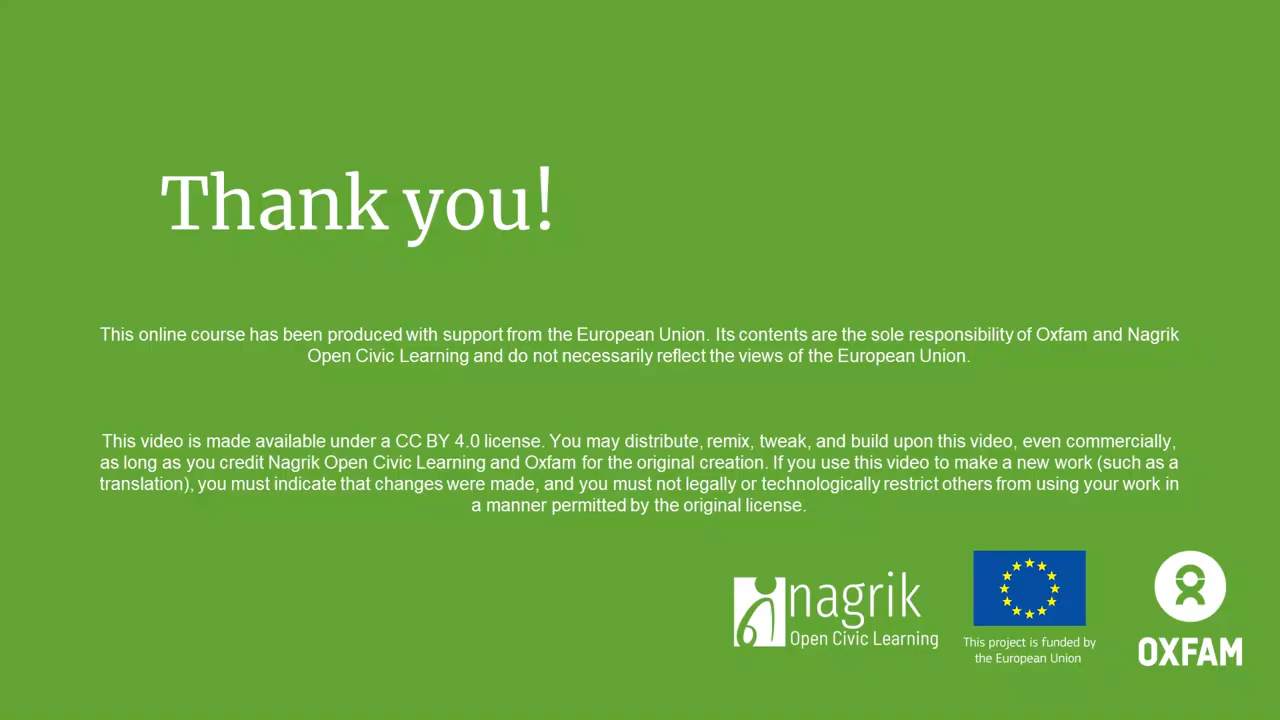 Thank you!
This online course has been produced with support from the European Union. Its contents are the sole responsibility of Oxfam and Nagrik
Open Civic Learning and do not necessarily reflect the views of the European Union.
This video is made available under a CC BY 4.0 license. You may distribute, remix, tweak, and build upon this video, even commercially,
as long as you credit Nagrik Open Civic Learning and Oxfam for the original creation. If you use this video to make a new work (such as a
translation), you must indicate that changes were made, and you must not legally or technologically restrict others from using your work in
a manner permitted by the original license.
nagrik
Open Civic Learning
This project is funded by
the European Union
OXFAM